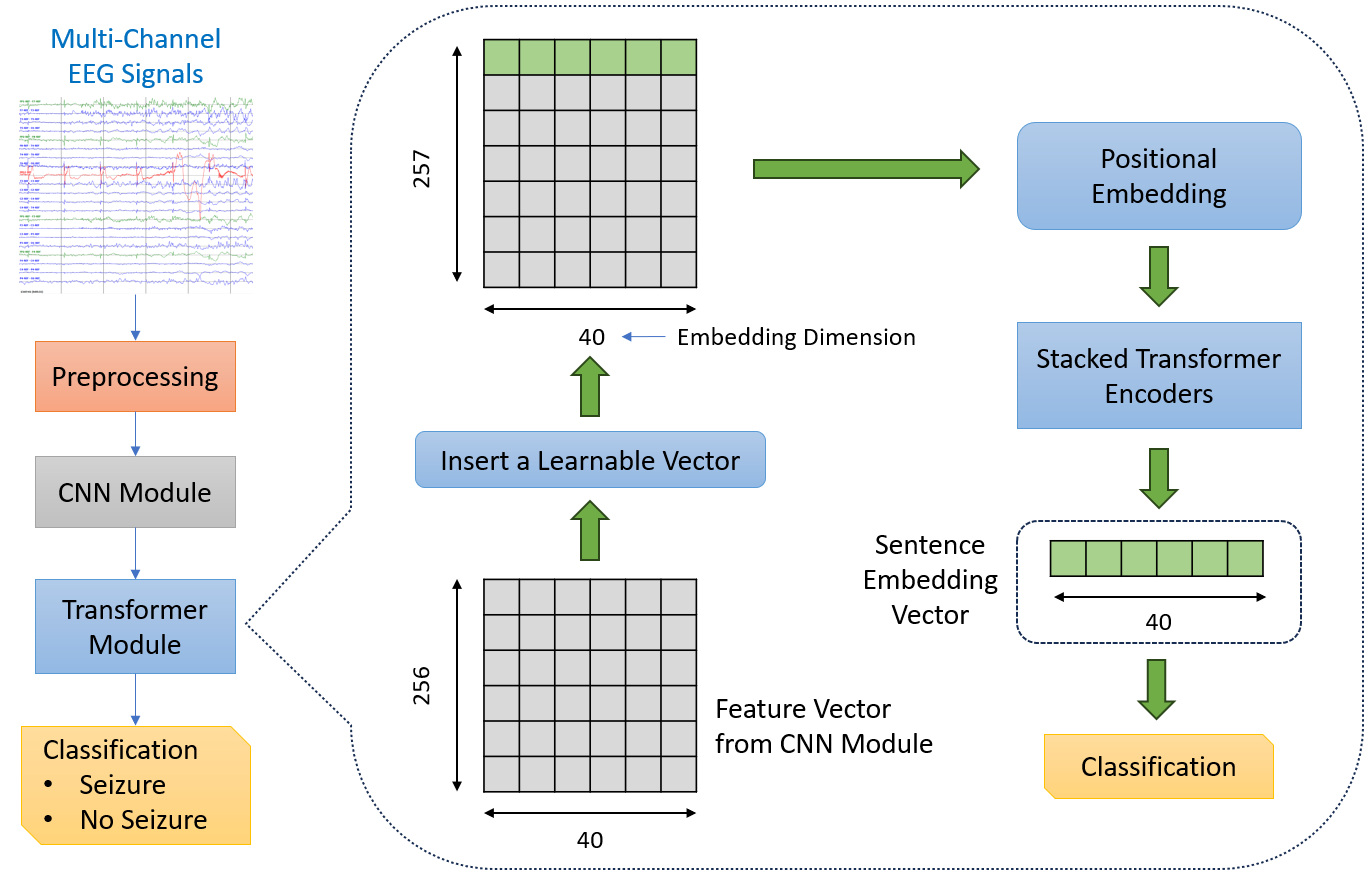 Multi-Channel
EEG Signals
Preprocessing
CNN Module
Transformer
Module
Classification
• Seizure
• No Seizure
257
40
Embedding Dimension
Insert a Learnable Vector
256
40
Feature Vector
from CNN Module
Positional
Embedding
Stacked Transformer
Encoders
Sentence
Embedding
Vector
40
Classification